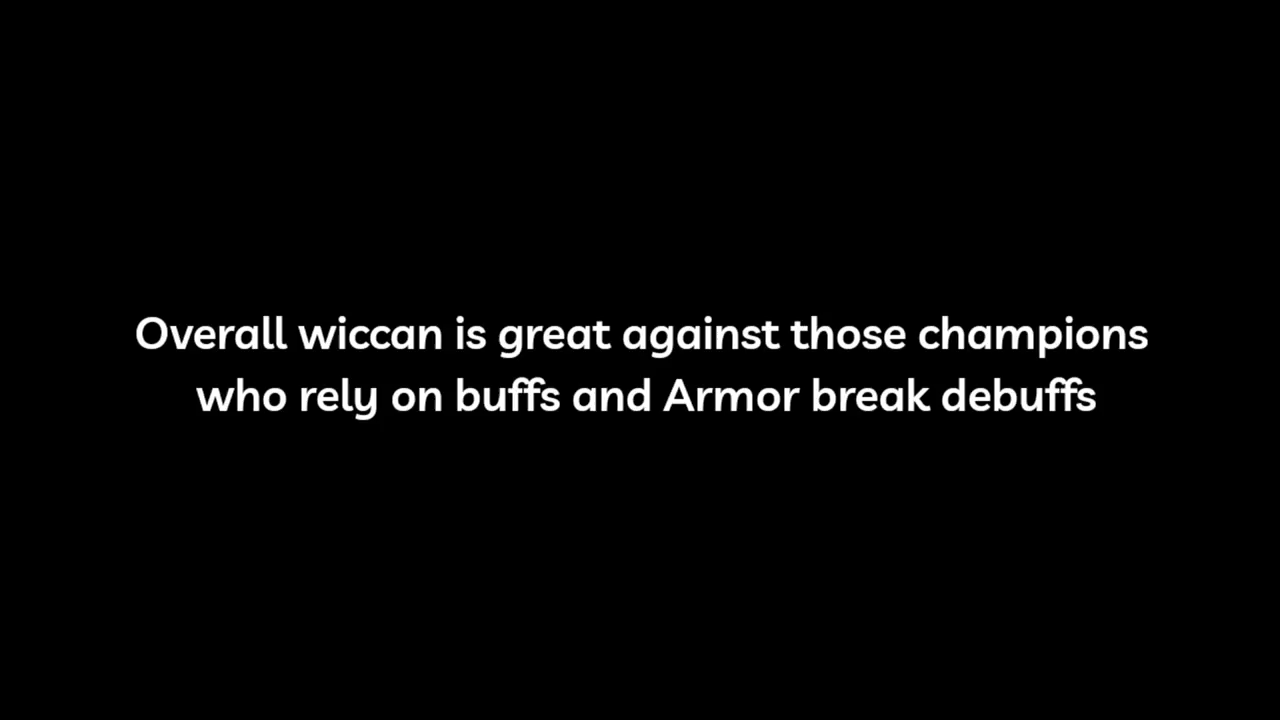 Overall wiccan is great against those champions
who rely on buffs and Armor break debuffs